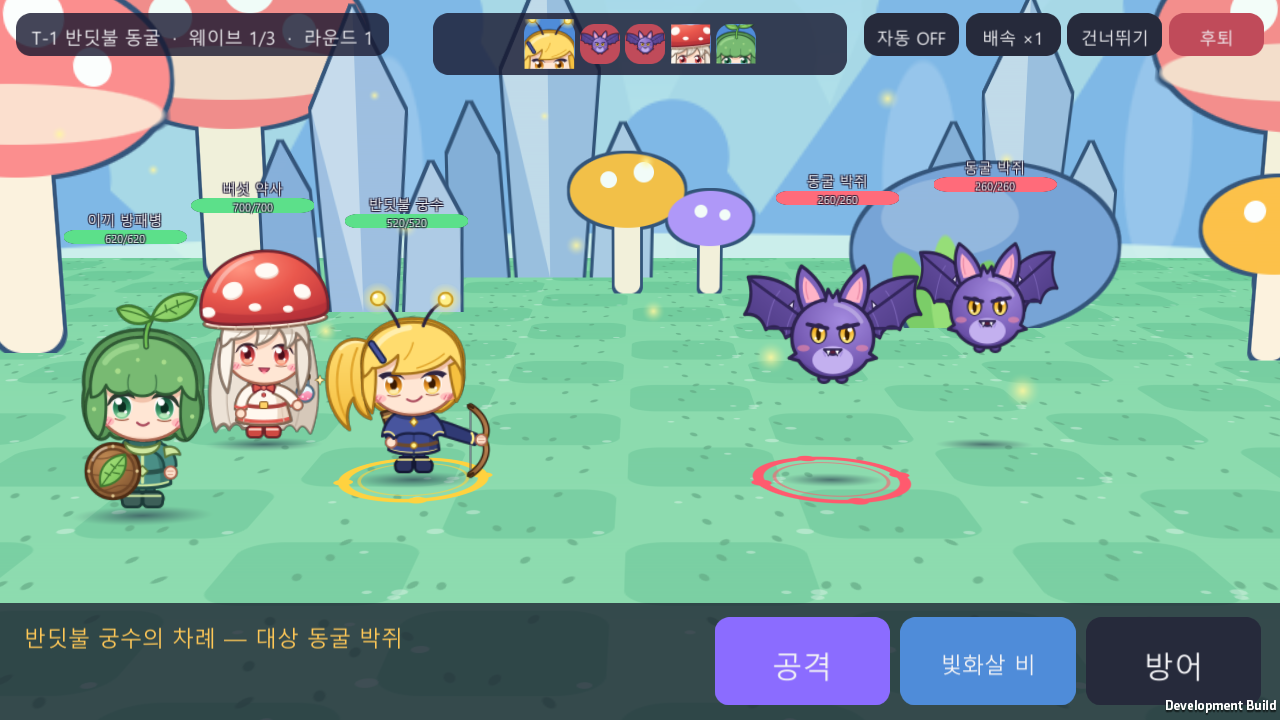 T-1 반딧불 동굴 · 웨이브 1/3 · 라운드 1
자동 OFF
배속 ×1
건너뛰기
후퇴
버섯 약사
700/700
반딧불 궁수
520/520
이끼 방패병
620/620
동굴 박쥐
260/260
동굴 박쥐
260/260
반딧불 궁수의 차례 — 대상 동굴 박쥐
공격
빛화살 비
방어
Development Build